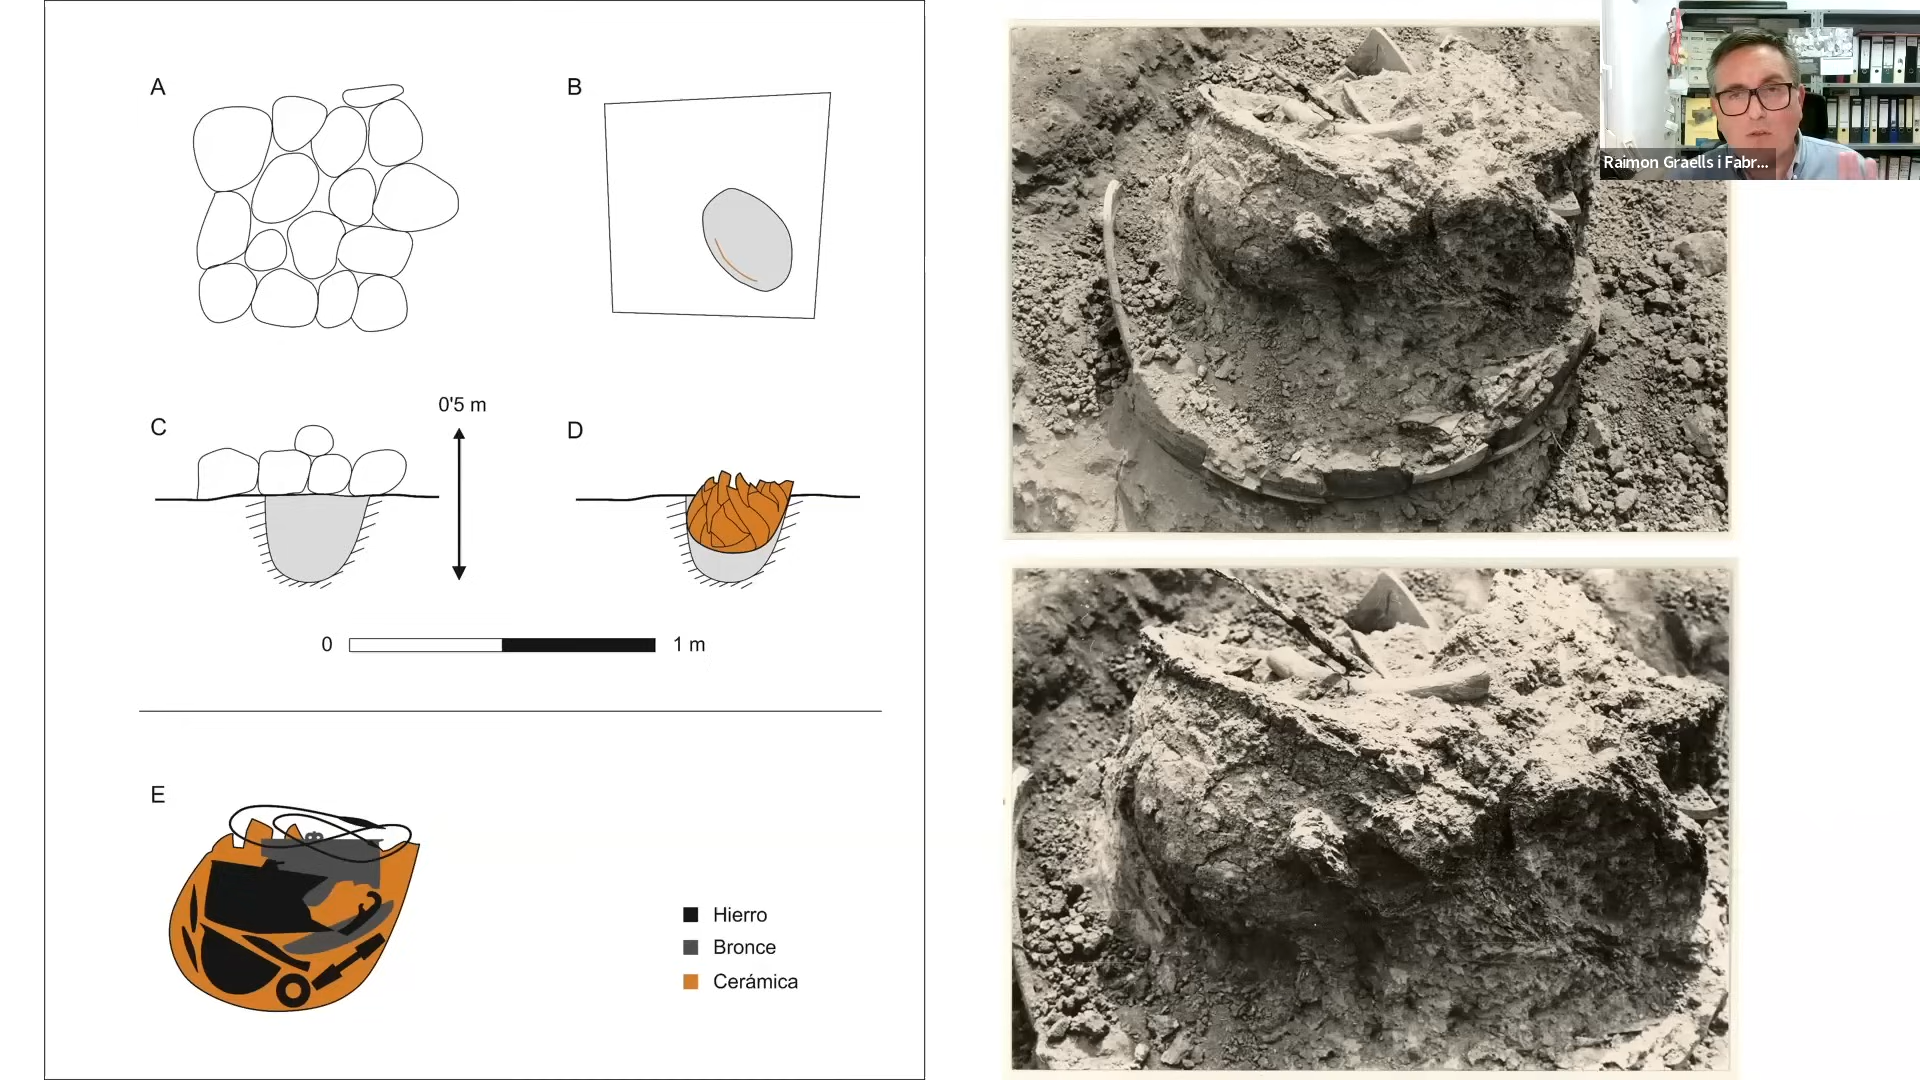 A
B
C
0'5 m
D
0
1 m
E
Hierro
Bronce
Cerámica
Raimon Graells i Fabr...